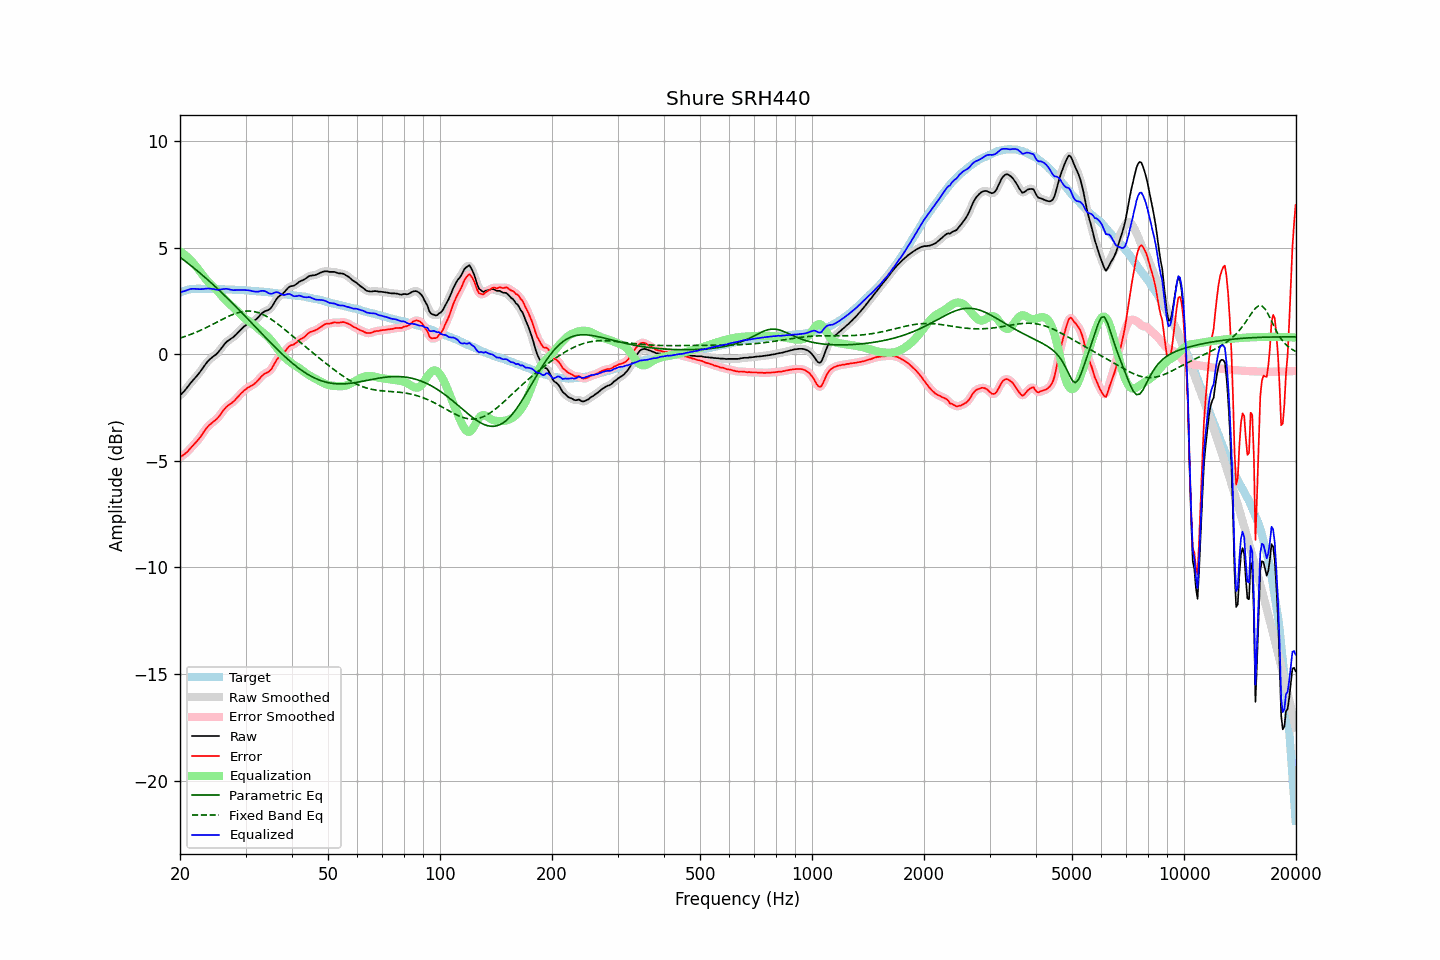 Shure SRH440
Amplitude (dBr)
10
5
0
−5
−10
−15
−20
Target
Raw Smoothed
Error Smoothed
Raw
Error
Equalization
Parametric Eq
Fixed Band Eq
Equalized
20 50 100 200 500 1000 2000 5000 10000 20000
Frequency (Hz)